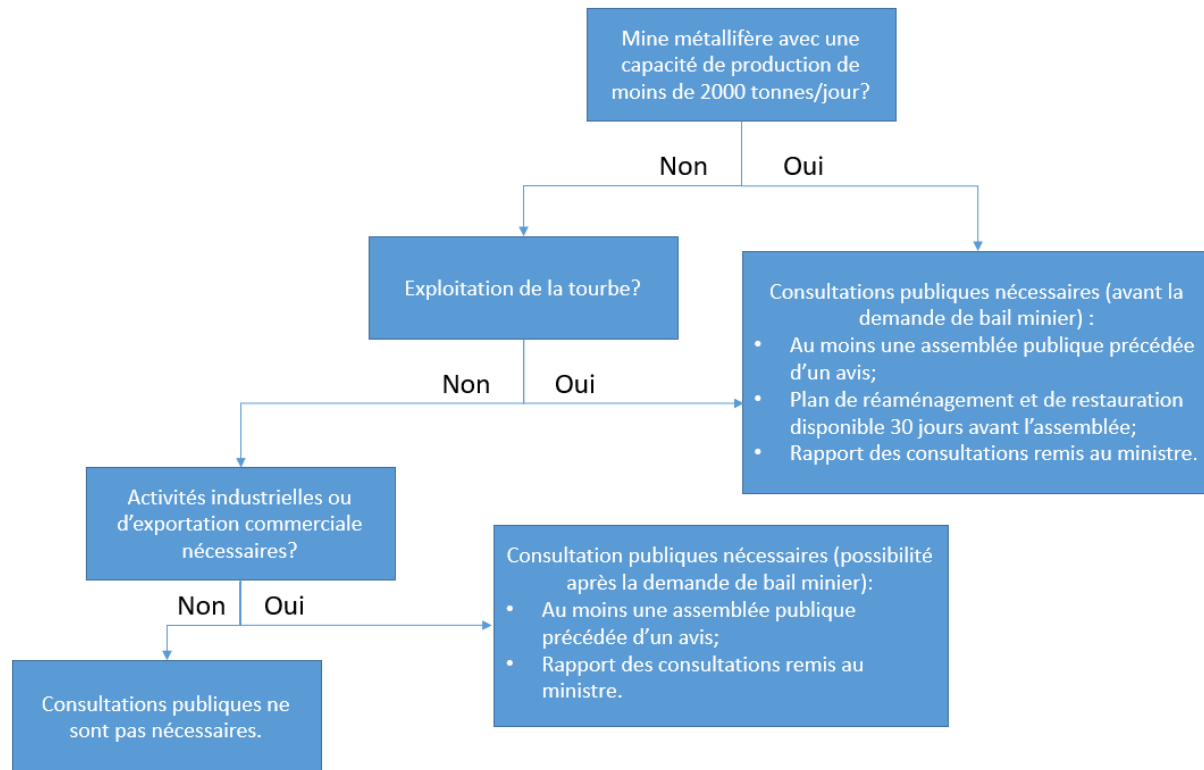 Mine métallifère avec une
capacité de production de
moins de 2000 tonnes/jour?
Non
Oui
Exploitation de la tourbe?
Consultations publiques nécessaires (avant la
demande de bail minier) :
• Au moins une assemblée publique précédée
d’un avis;
• Plan de réaménagement et de restauration
disponible 30 jours avant l’assemblée;
• Rapport des consultations remis au ministre.
Non
Oui
Activités industrielles ou
d’exportation commerciale
nécessaires?
Consultation publiques nécessaires (possibilité
après la demande de bail minier):
• Au moins une assemblée publique
précédée d’un avis;
• Rapport des consultations remis au
ministre.
Non
Oui
Consultations publiques ne
sont pas nécessaires.